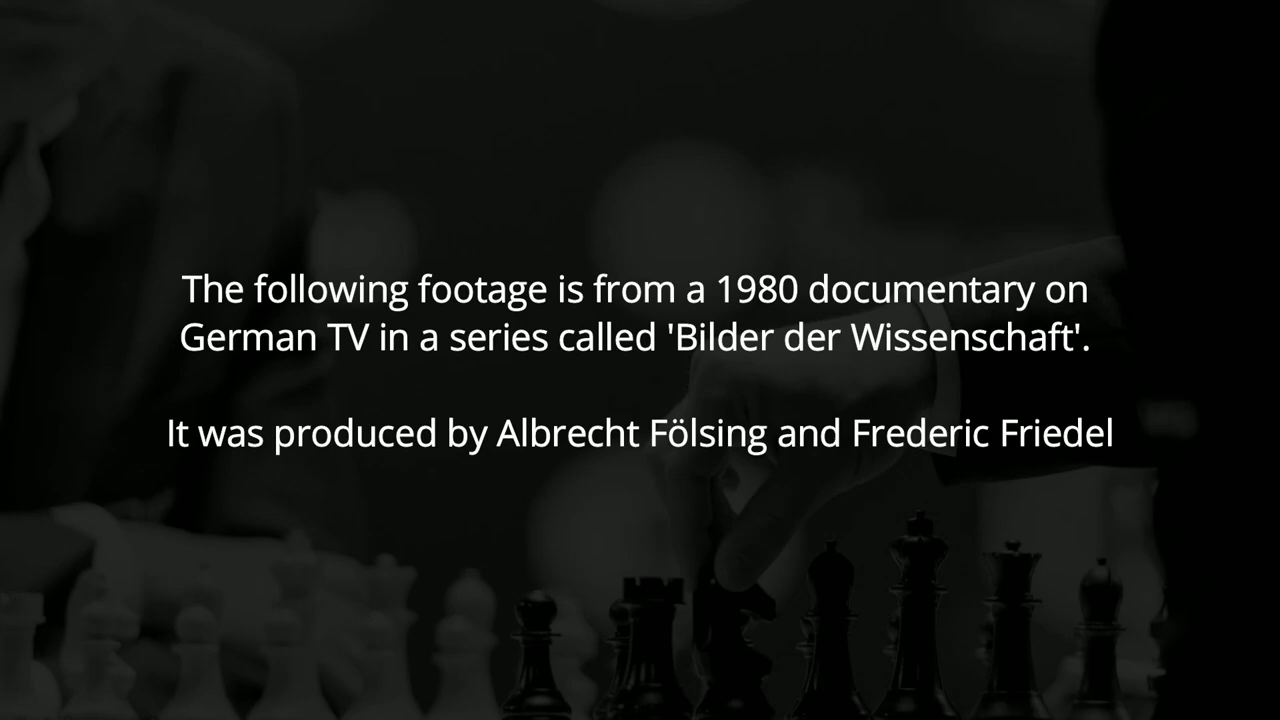 The following footage is from a 1980 documentary on
German TV in a series called 'Bilder der Wissenschaft'.
It was produced by Albrecht Fölsing and Frederic Friedel